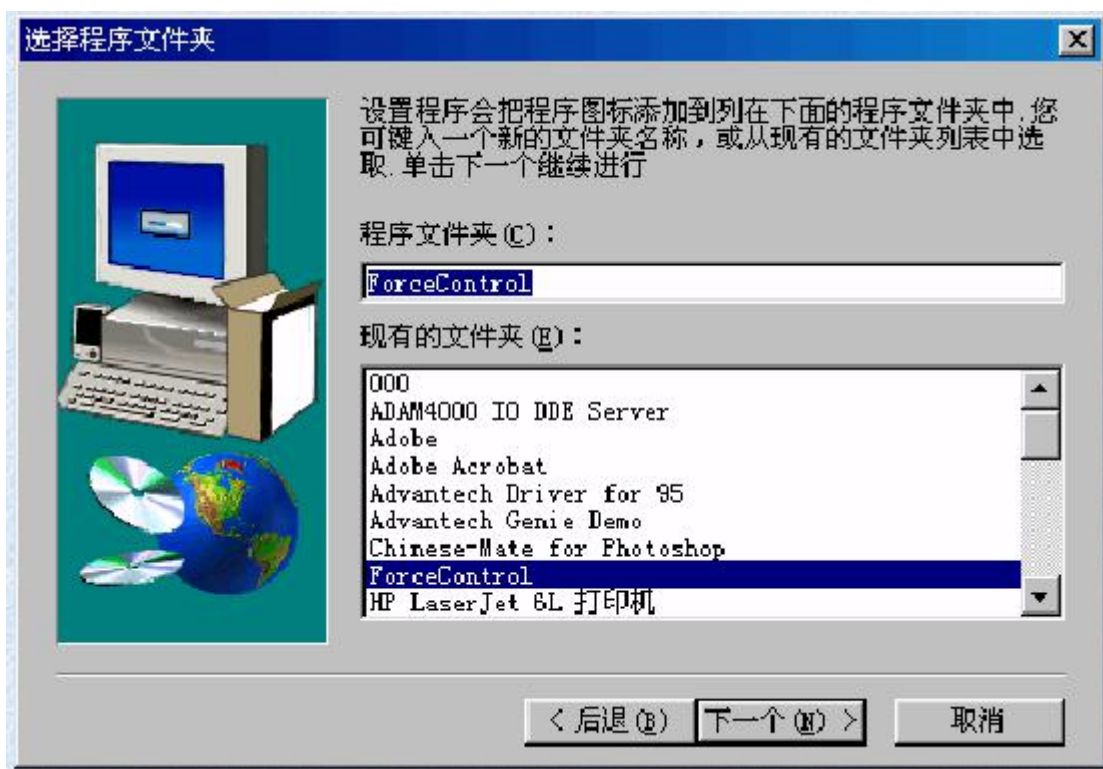 选择程序文件夹
设置程序会把程序图标添加到列在下面的程序文件夹中.您
可键入一个新的文件夹名称，或从现有的文件夹列表中选
取.单击下一个继续进行
程序文件夹(C)：
ForceControl
现有的文件夹(E)：
000
ADAM4000 IO DDE Server
Adobe
Adobe Acrobat
Advantech Driver for 95
Advantech Genie Demo
Chinese-Mate for Photoshop
ForceControl
HP LaserJet 6L 打印机
< 后退(B) 下一个(N) > 取消